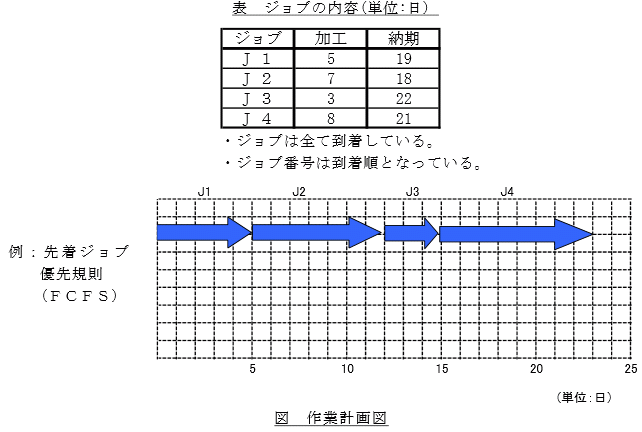 表　ジョブの内容(単位:日)
ジョブ 加工 納期
Ｊ１ 5 19
Ｊ２ 7 18
Ｊ３ 3 22
Ｊ４ 8 21
・ジョブは全て到着している。
・ジョブ番号は到着順となっている。
J1 J2 J3 J4
例：先着ジョブ
優先規則
（ＦＣＦＳ）
5 10 15 20 25
(単位:日)
図　作業計画図